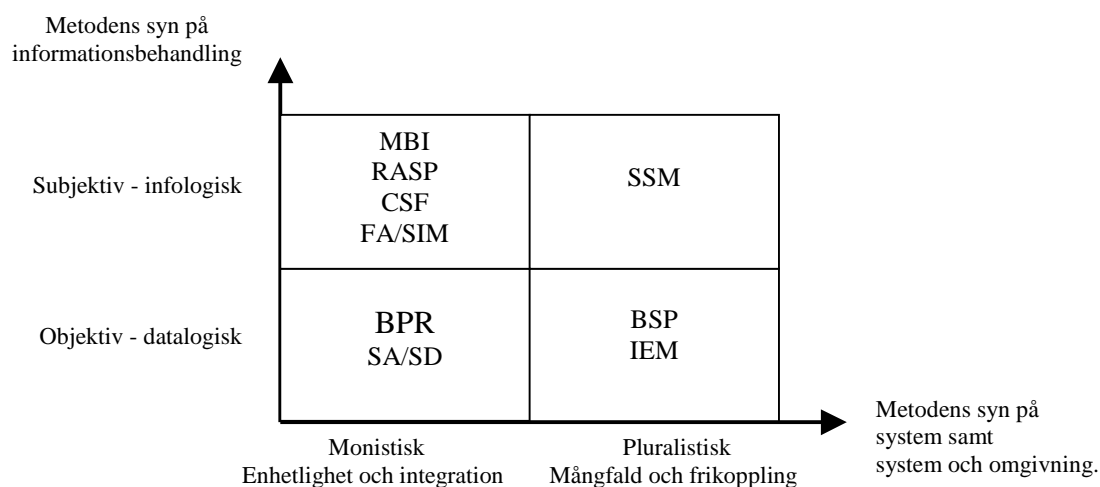 Metodens syn på
informationsbehandling
Subjektiv - infologisk
MBI
RASP
CSF
FA/SIM
SSM
Objektiv - datalogisk
BPR
SA/SD
BSP
IEM
Monistisk
Enhetlighet och integration
Pluralistisk
Mångfald och frikoppling
Metodens syn på
system samt
system och omgivning.